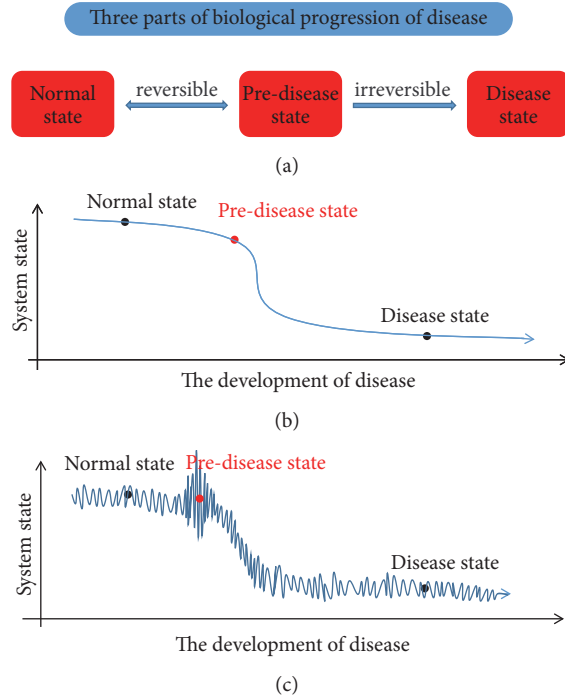 Three parts of biological progression of disease
Normal state
reversible
Pre-disease state
irreversible
Disease state
(a)
Normal state
Pre-disease state
Disease state
System state
The development of disease
(b)
Normal state
Pre-disease state
Disease state
System state
The development of disease
(c)